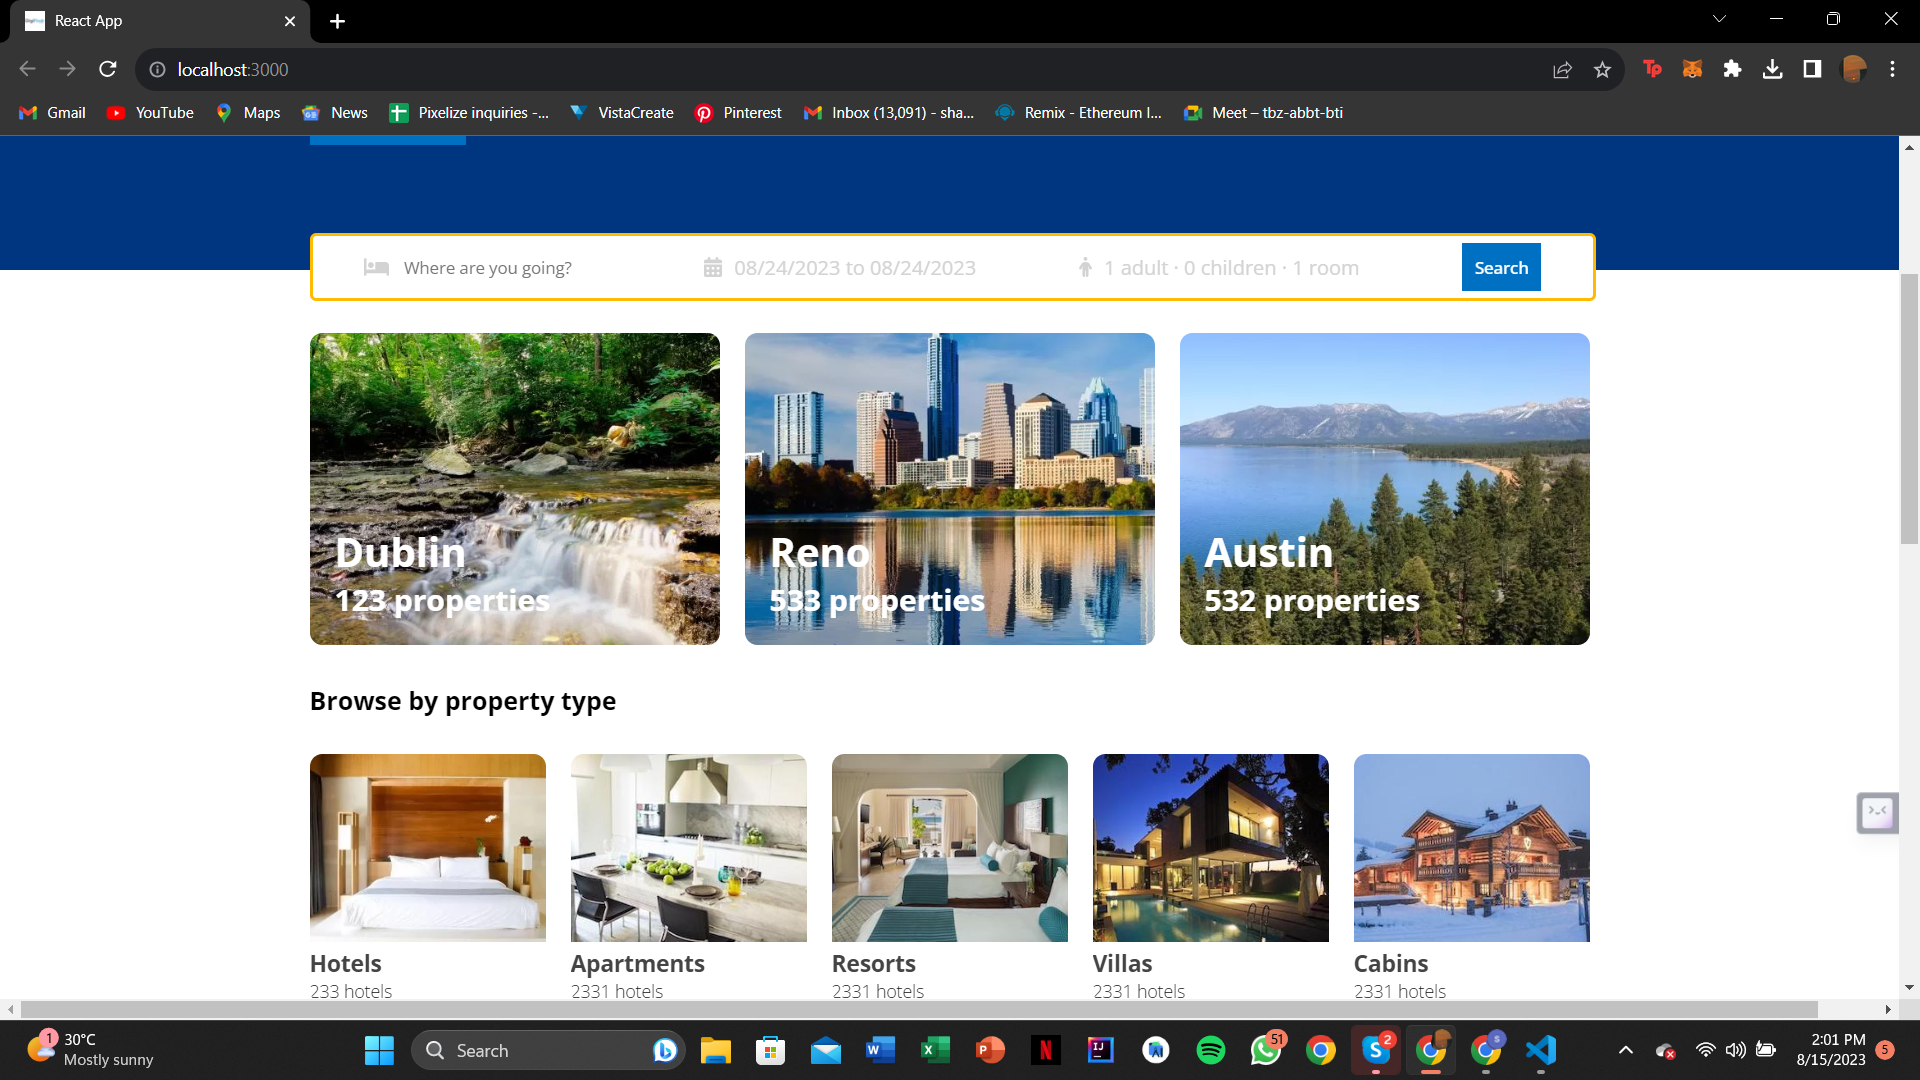 React App
localhost:3000
Gmail YouTube Maps News Pixelize inquiries -... VistaCreate Pinterest Inbox (13,091) - sha... Remix - Ethereum I... Meet – tbz-abbt-bti
Where are you going? 08/24/2023 to 08/24/2023 1 adult · 0 children · 1 room Search
Dublin
123 properties
Reno
533 properties
Austin
532 properties
Browse by property type
Hotels
233 hotels
Apartments
2331 hotels
Resorts
2331 hotels
Villas
2331 hotels
Cabins
2331 hotels
1
30°C
Mostly sunny
Search
51
2
2:01 PM
8/15/2023
5